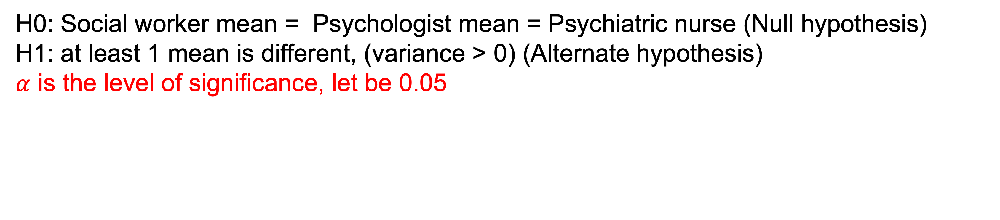 H0: Social worker mean =  Psychologist mean = Psychiatric nurse (Null hypothesis)
H1: at least 1 mean is different, (variance > 0) (Alternate hypothesis)
α is the level of significance, let be 0.05